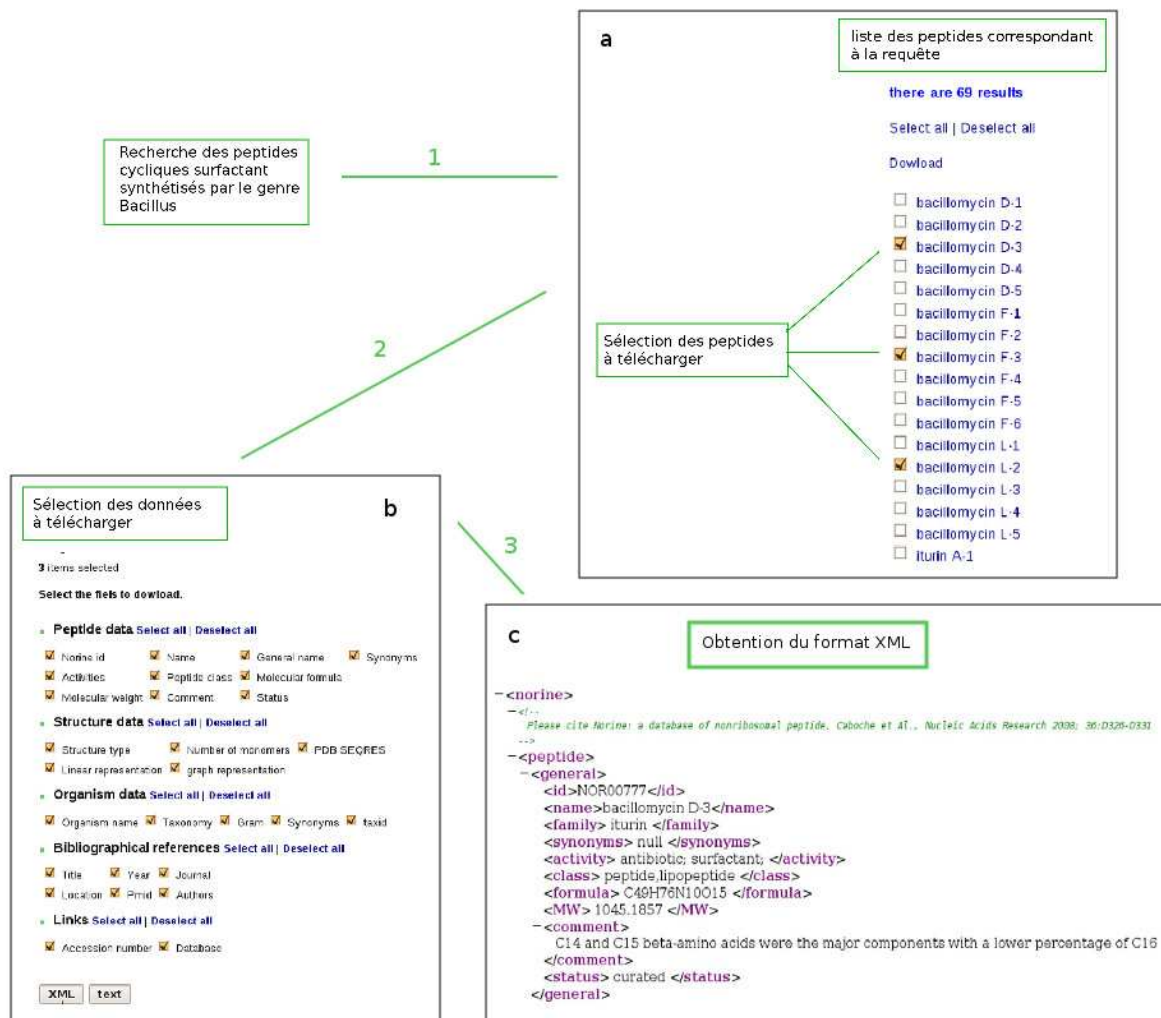 a
liste des peptides correspondant
à la requête
there are 69 results
Select all | Deselect all
Dowload
bacillomycin D-1
bacillomycin D-2
bacillomycin D-3
bacillomycin D-4
bacillomycin D-5
bacillomycin F-1
bacillomycin F-2
bacillomycin F-3
bacillomycin F-4
bacillomycin F-5
bacillomycin F-6
bacillomycin L-1
bacillomycin L-2
bacillomycin L-3
bacillomycin L-4
bacillomycin L-5
iturin A-1
Recherche des peptides
cycliques surfactant
synthétisés par le genre
Bacillus
1
Sélection des peptides
à télécharger
2
Sélection des données
à télécharger
b
3 items selected
Select the fiels to dowload.
Peptide data Select all | Deselect all
Norine id Name General name Synonyms
Activities Peptide class Molecular formula
Molecular weight Comment Status
Structure data Select all | Deselect all
Structure type Number of monomers PDB SEQRES
Linear representation graph representation
Organism data Select all | Deselect all
Organism name Taxonomy Gram Synonyms taxid
Bibliographical references Select all | Deselect all
Title Year Journal
Location Pmid Authors
Links Select all | Deselect all
Accession number Database
XML text
3
c
Obtention du format XML
−<norine>
−<!--
Please cite Norine: a database of nonribosomal peptide. Caboche et Al., Nucleic Acids Research 2008; 36:D326-D331
-->
−<peptide>
−<general>
<id>NOR00777</id>
<name>bacillomycin D-3</name>
<family> iturin </family>
<synonyms> null </synonyms>
<activity> antibiotic; surfactant; </activity>
<class> peptide,lipopeptide </class>
<formula> C49H76N10O15 </formula>
<MW> 1045.1857 </MW>
−<comment>
C14 and C15 beta-amino acids were the major components with a lower percentage of C16
</comment>
<status> curated </status>
</general>